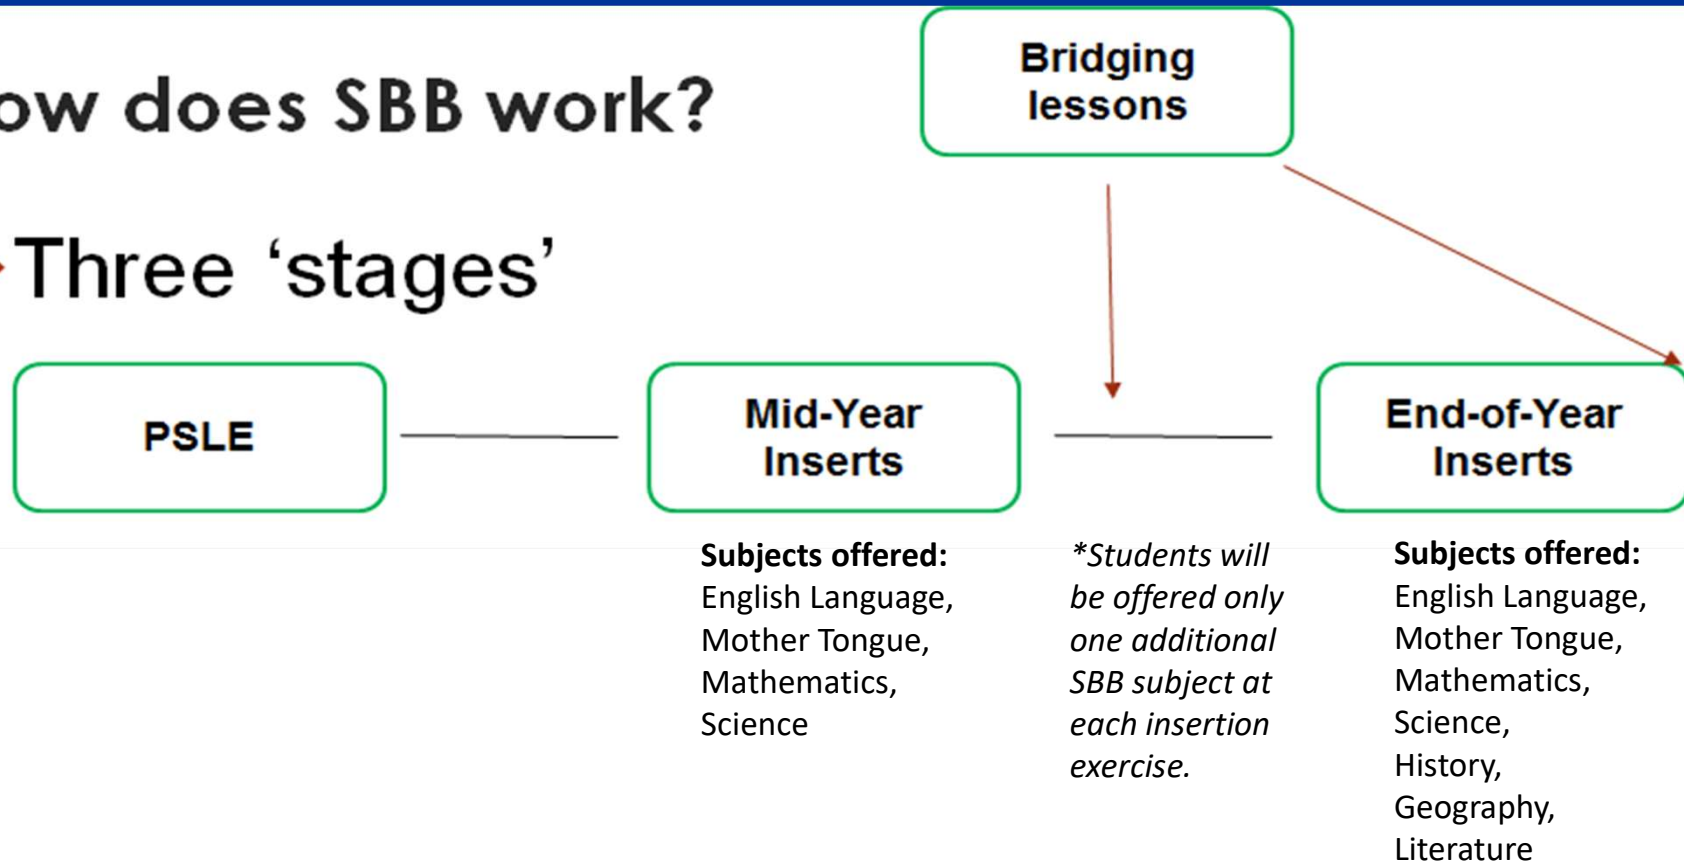 ow does SBB work?
Three ‘stages’
Bridging
lessons
PSLE
Mid-Year
Inserts
End-of-Year
Inserts
Subjects offered:
English Language,
Mother Tongue,
Mathematics,
Science
*Students will
be offered only
one additional
SBB subject at
each insertion
exercise.
Subjects offered:
English Language,
Mother Tongue,
Mathematics,
Science,
History,
Geography,
Literature